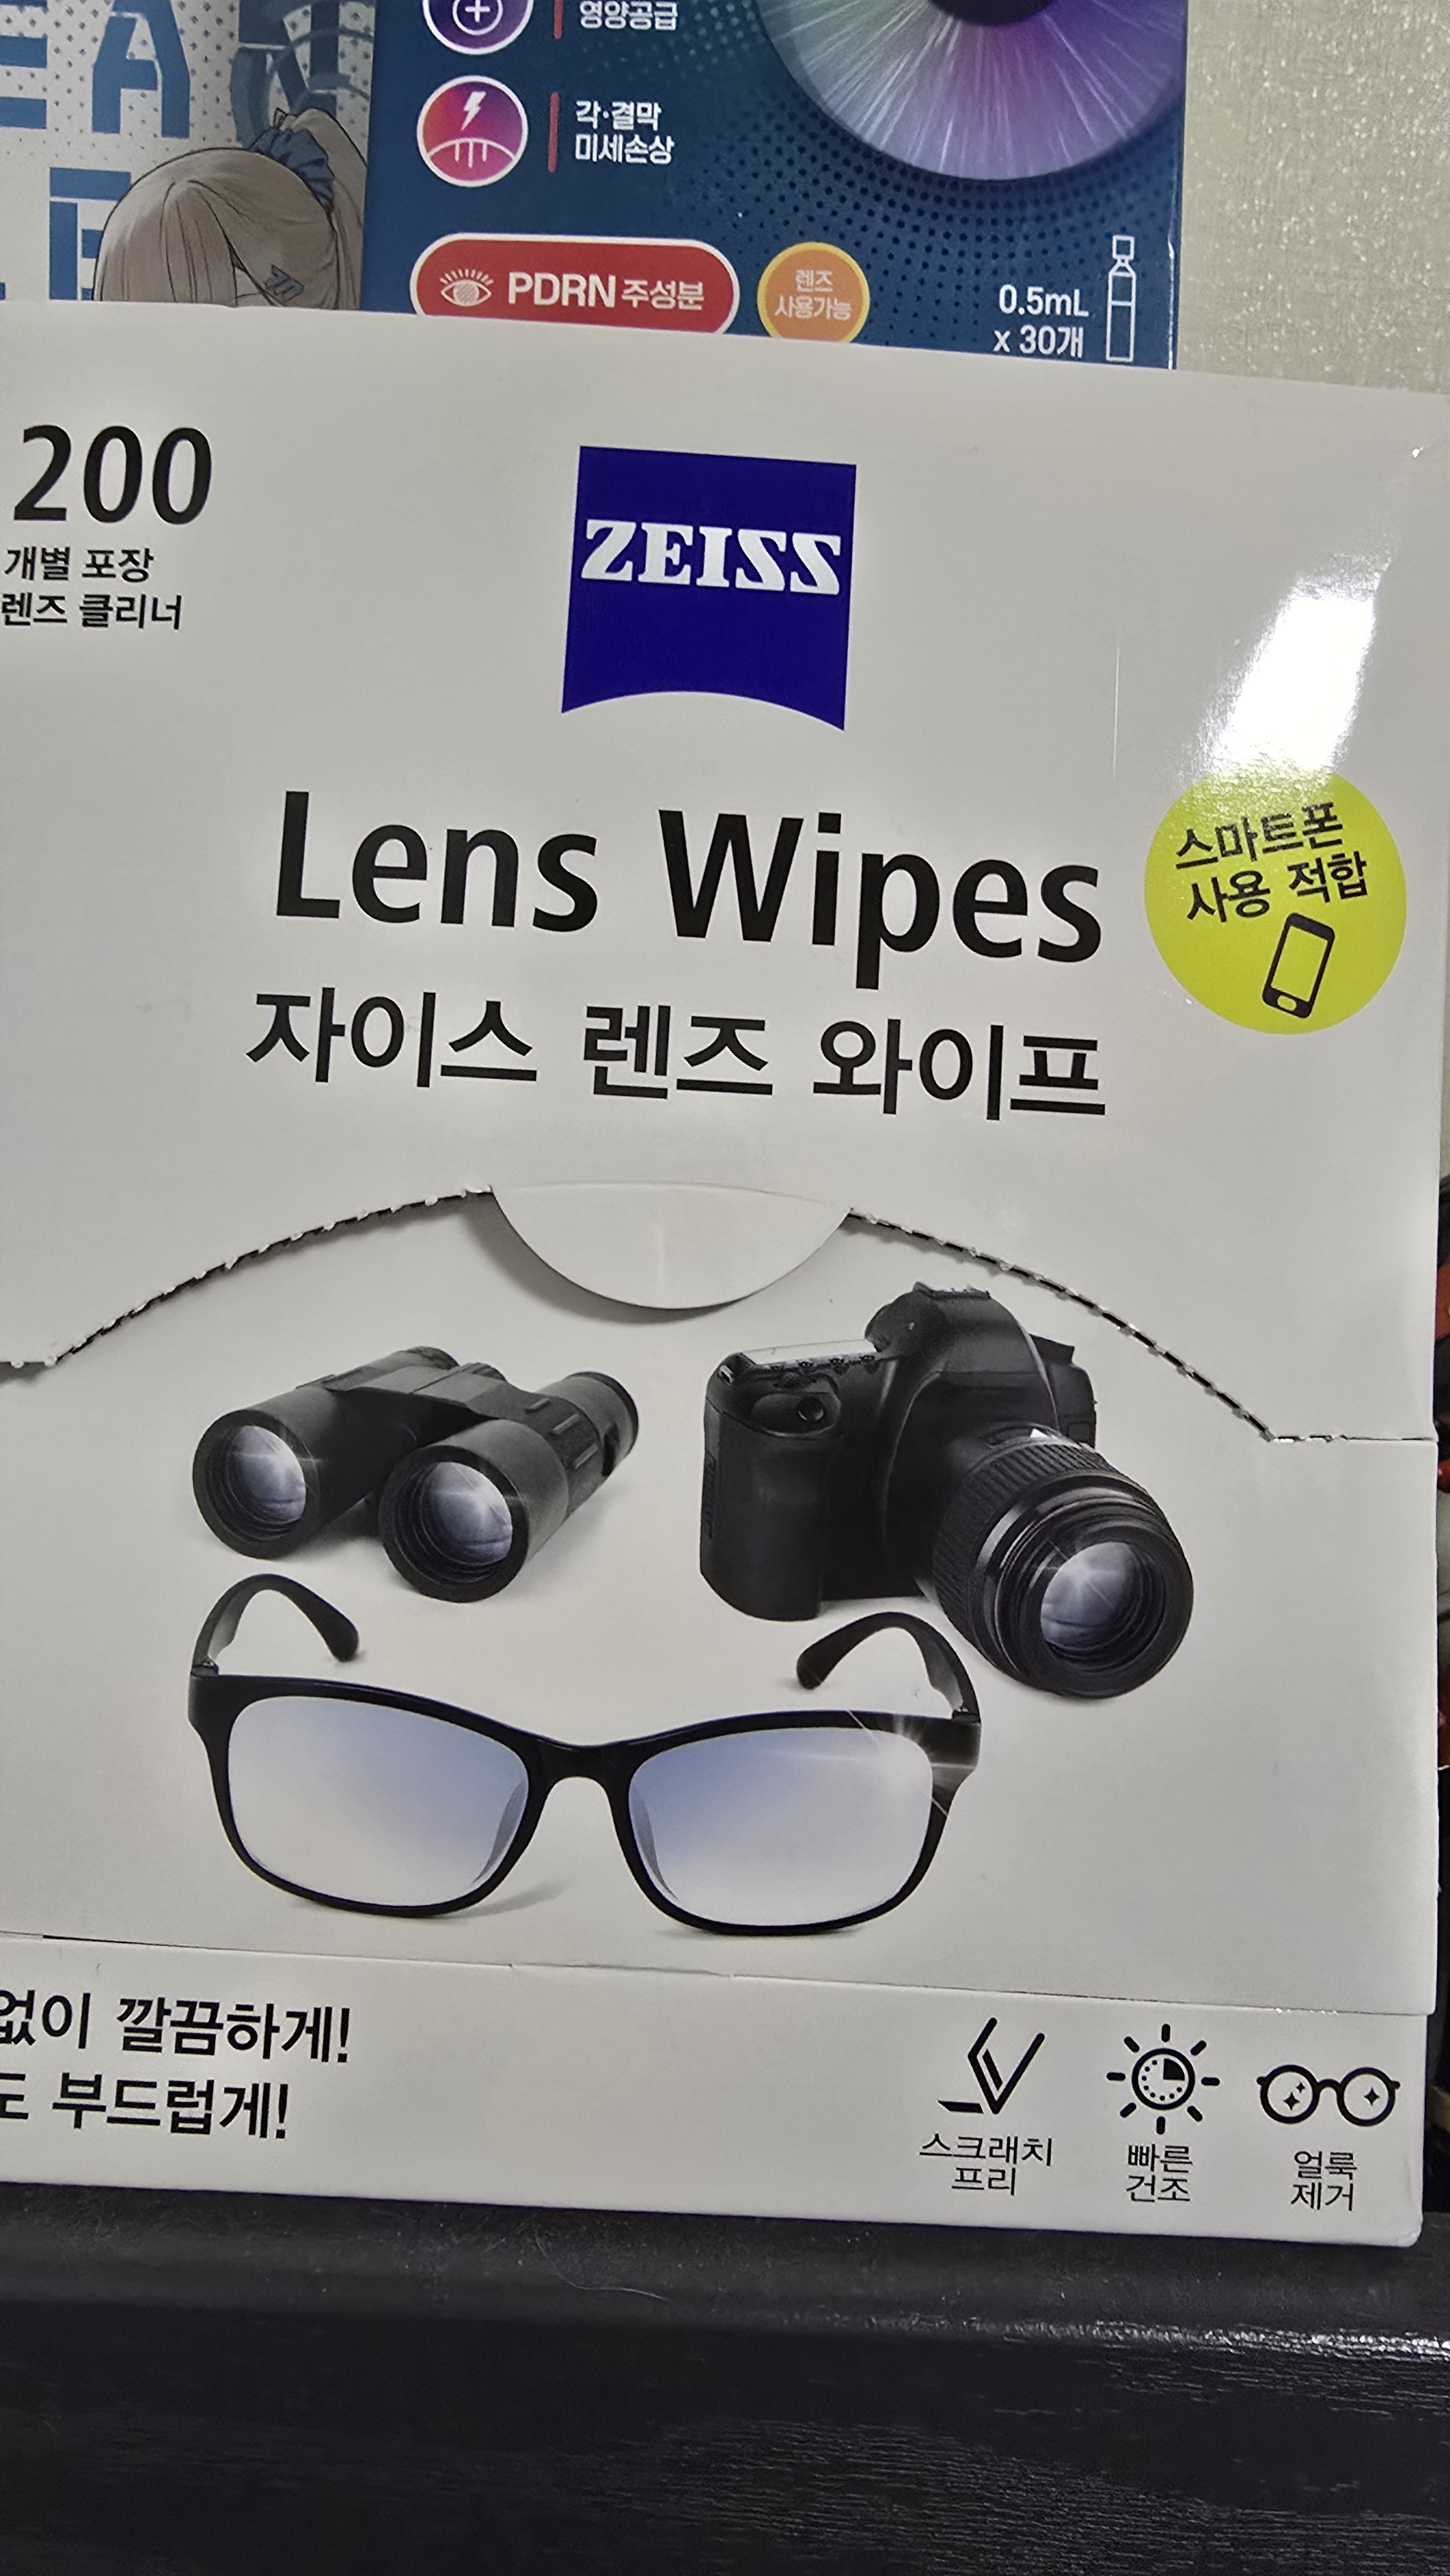 영양공급
각·결막
미세손상
PDRN 주성분
렌즈
사용가능
0.5mL
x 30개
200
개별 포장
렌즈 클리너
ZEISS
Lens Wipes
자이스 렌즈 와이프
스마트폰
사용 적합
없이 깔끔하게!
도 부드럽게!
스크래치
프리
빠른
건조
얼룩
제거